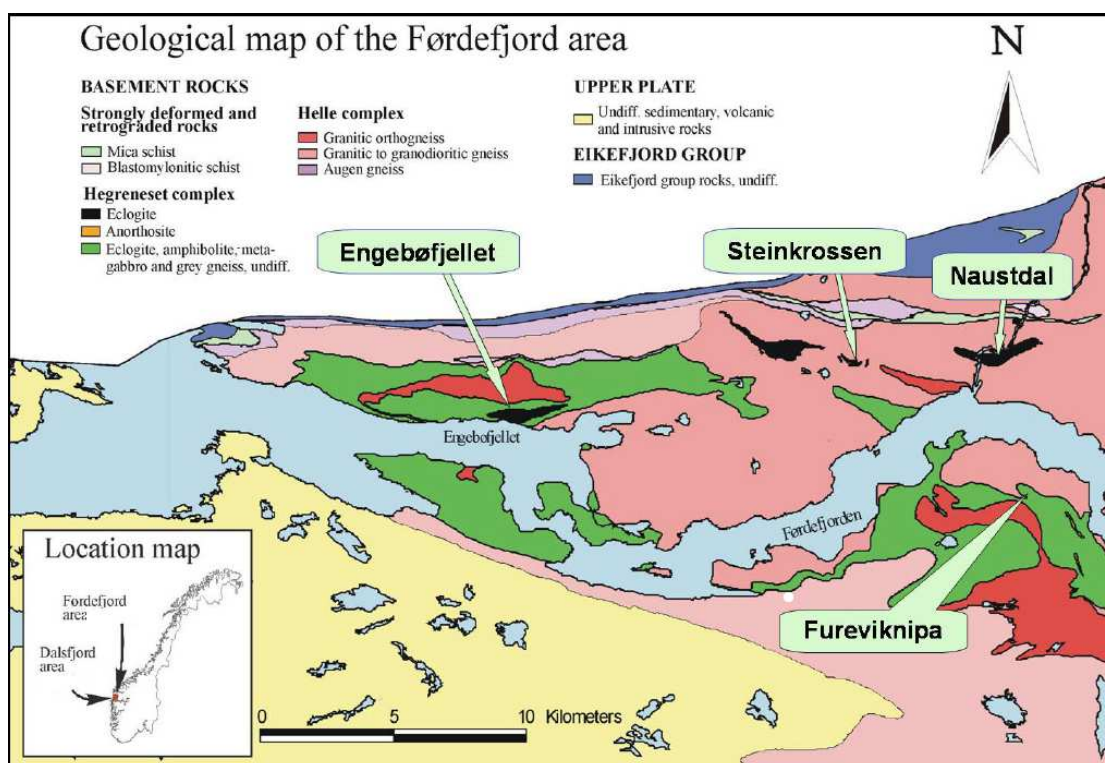 Geological map of the Førdefjord area
N
BASEMENT ROCKS
Strongly deformed and
retrograded rocks
Mica schist
Blastomylonitic schist
Hegreneset complex
Eclogite
Anorthosite
Eclogite, amphibolite, meta-
gabbro and grey gneiss, undiff.
Helle complex
Granitic orthogneiss
Granitic to granodioritic gneiss
Augen gneiss
UPPER PLATE
Undiff. sedimentary, volcanic
and intrusive rocks
EIKEFJORD GROUP
Eikefjord group rocks, undiff.
Engebøfjellet
Steinkrossen
Naustdal
Engebøfjellet
Førdefjorden
Fureviknipa
Location map
Førdefjord
area
Dalsfjord
area
0 5 10 Kilometers